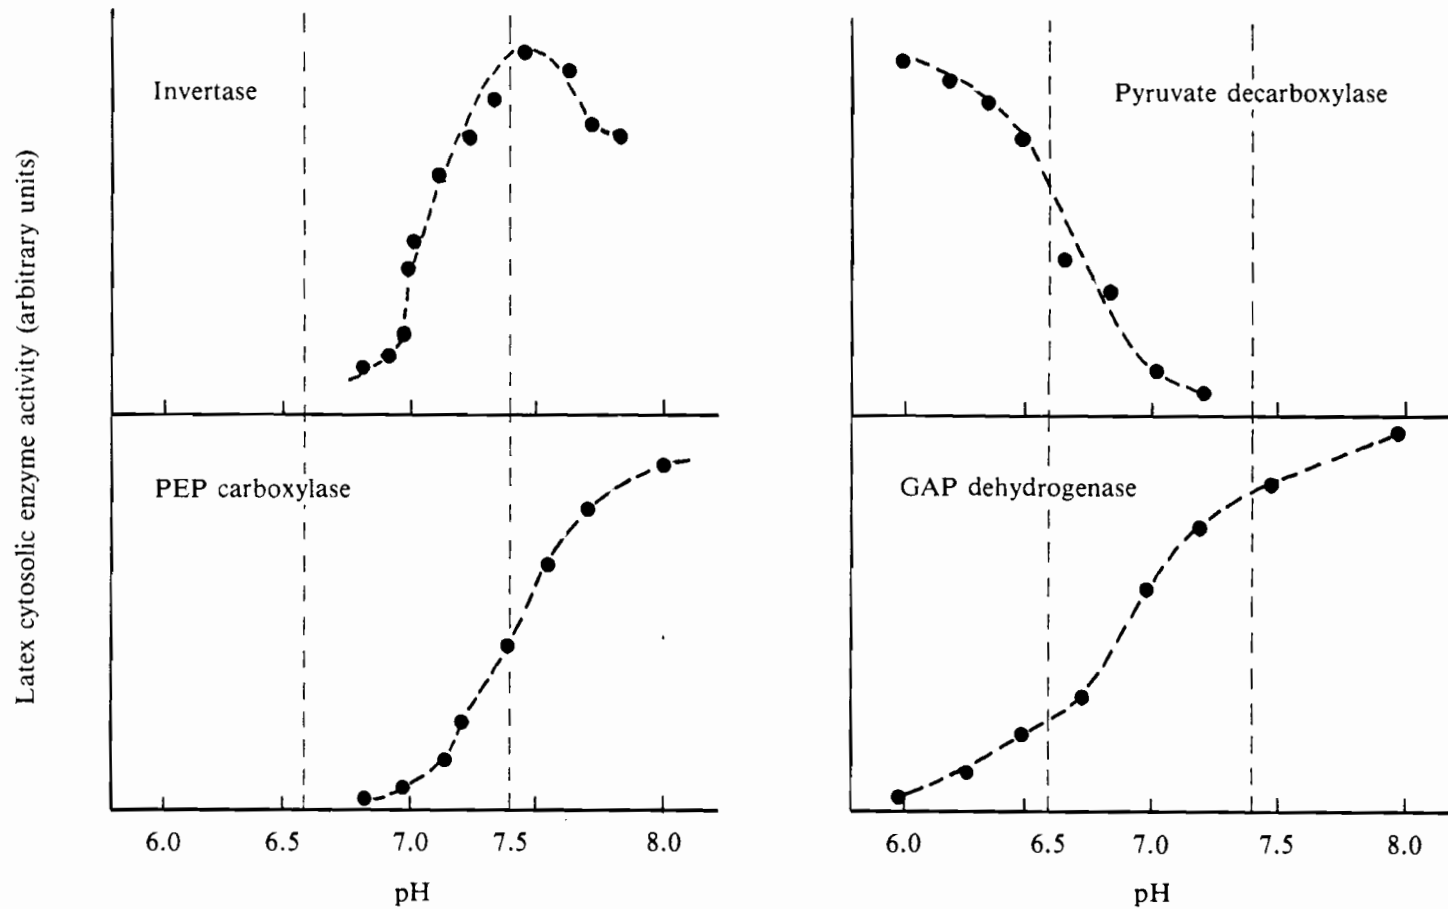 Latex cytosolic enzyme activity (arbitrary units)
Invertase
Pyruvate decarboxylase
PEP carboxylase
GAP dehydrogenase
6.0 6.5 7.0 7.5 8.0
6.0 6.5 7.0 7.5 8.0
pH
pH